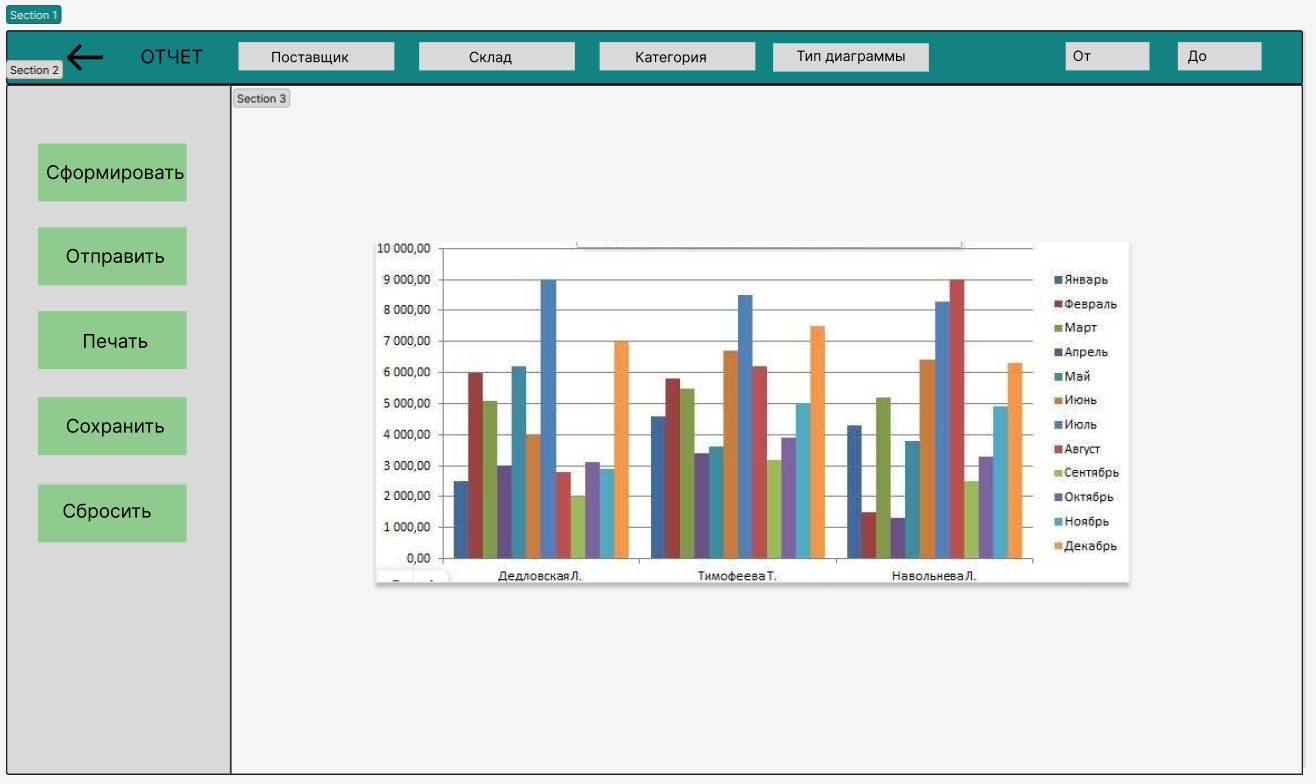 Section 1
ОТЧЕТ
Поставщик
Склад
Категория
Тип диаграммы
От
До
Section 2
Section 3
Сформировать
Отправить
Печать
Сохранить
Сбросить
10 000,00
9 000,00
8 000,00
7 000,00
6 000,00
5 000,00
4 000,00
3 000,00
2 000,00
1 000,00
0,00
Дедловская Л.
Тимофеева Т.
Навольнева Л.
Январь
Февраль
Март
Апрель
Май
Июнь
Июль
Август
Сентябрь
Октябрь
Ноябрь
Декабрь